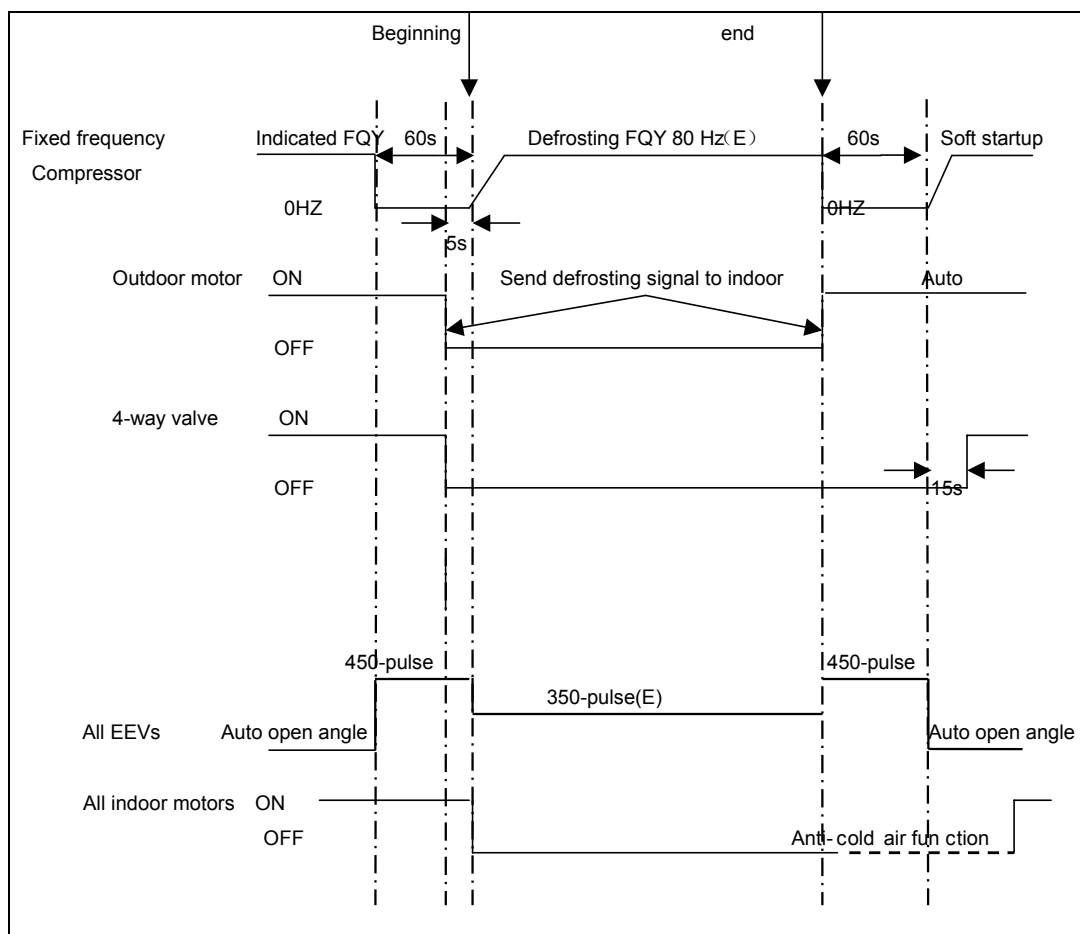 Beginning end
Fixed frequency Indicated FQY 60s Defrosting FQY 80 Hz(E) 60s Soft startup
Compressor
0HZ 0HZ
5s
Outdoor motor ON Send defrosting signal to indoor Auto
OFF
4-way valve ON
OFF 15s
450-pulse 450-pulse
350-pulse(E)
All EEVs Auto open angle Auto open angle
All indoor motors ON
OFF Anti-cold air fun ction